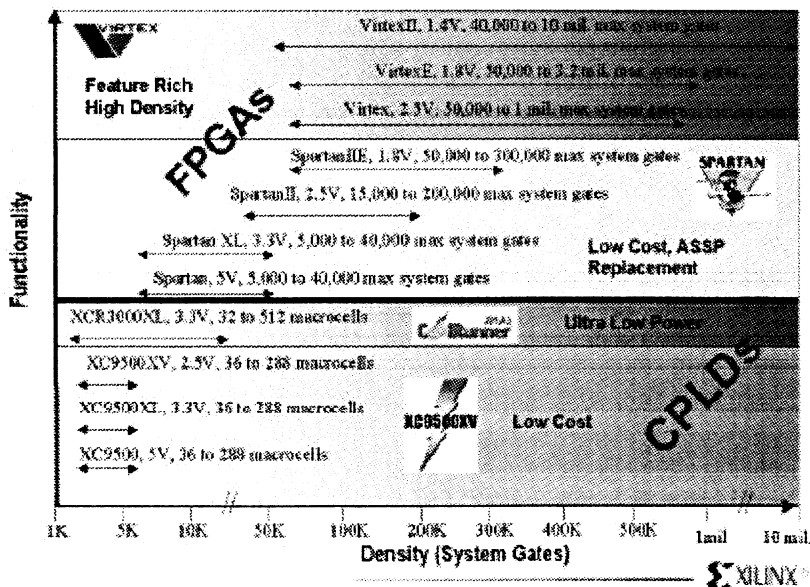 VIRTEX
VirtexII, 1.4V, 40,000 to 10 mil. max system gates
Feature Rich
High Density
VirtexE, 1.8V, 50,000 to 3.2 mil. max system gates
Virtex, 2.5V, 50,000 to 1 mil. max system gates
FPGAs
SpartanIIE, 1.8V, 50,000 to 300,000 max system gates
SPARTAN
SpartanII, 2.5V, 15,000 to 200,000 max system gates
Spartan XL, 3.3V, 5,000 to 40,000 max system gates
Low Cost, ASSP
Replacement
Spartan, 5V, 5,000 to 40,000 max system gates
Functionality
XCR3000XL, 3.3V, 32 to 512 macrocells
Ultra Low Power
XC9500XV, 2.5V, 36 to 288 macrocells
XC9500XL, 3.3V, 36 to 288 macrocells
XC9500XV
Low Cost
CPLDs
XC9500, 5V, 36 to 288 macrocells
1K 5K 10K 50K 100K 200K 300K 400K 500K 1mil 10 mil.
Density (System Gates)
XILINX